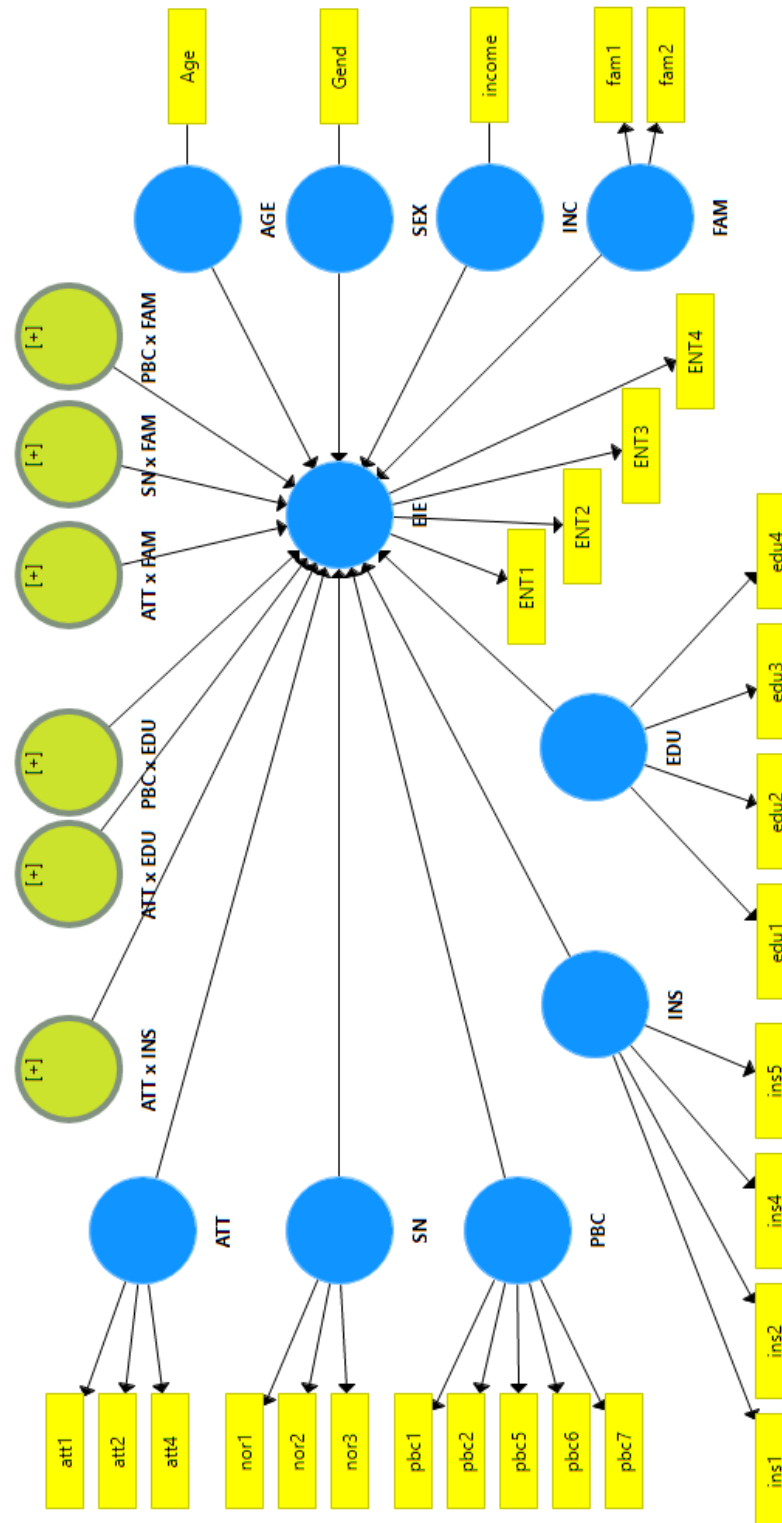 att1
att2
att4
nor1
nor2
nor3
pbc1
pbc2
pbc5
pbc6
pbc7
ATT
SN
PBC
ATT x INS
[+]
ATT x EDU
[+]
PBC x EDU
[+]
ATT x FAM
[+]
SN x FAM
[+]
PBC x FAM
[+]
EIE
INS
EDU
ins1
ins2
ins4
ins5
edu1
edu2
edu3
edu4
ENT1
ENT2
ENT3
ENT4
AGE
SEX
INC
FAM
Age
Gend
income
fam1
fam2